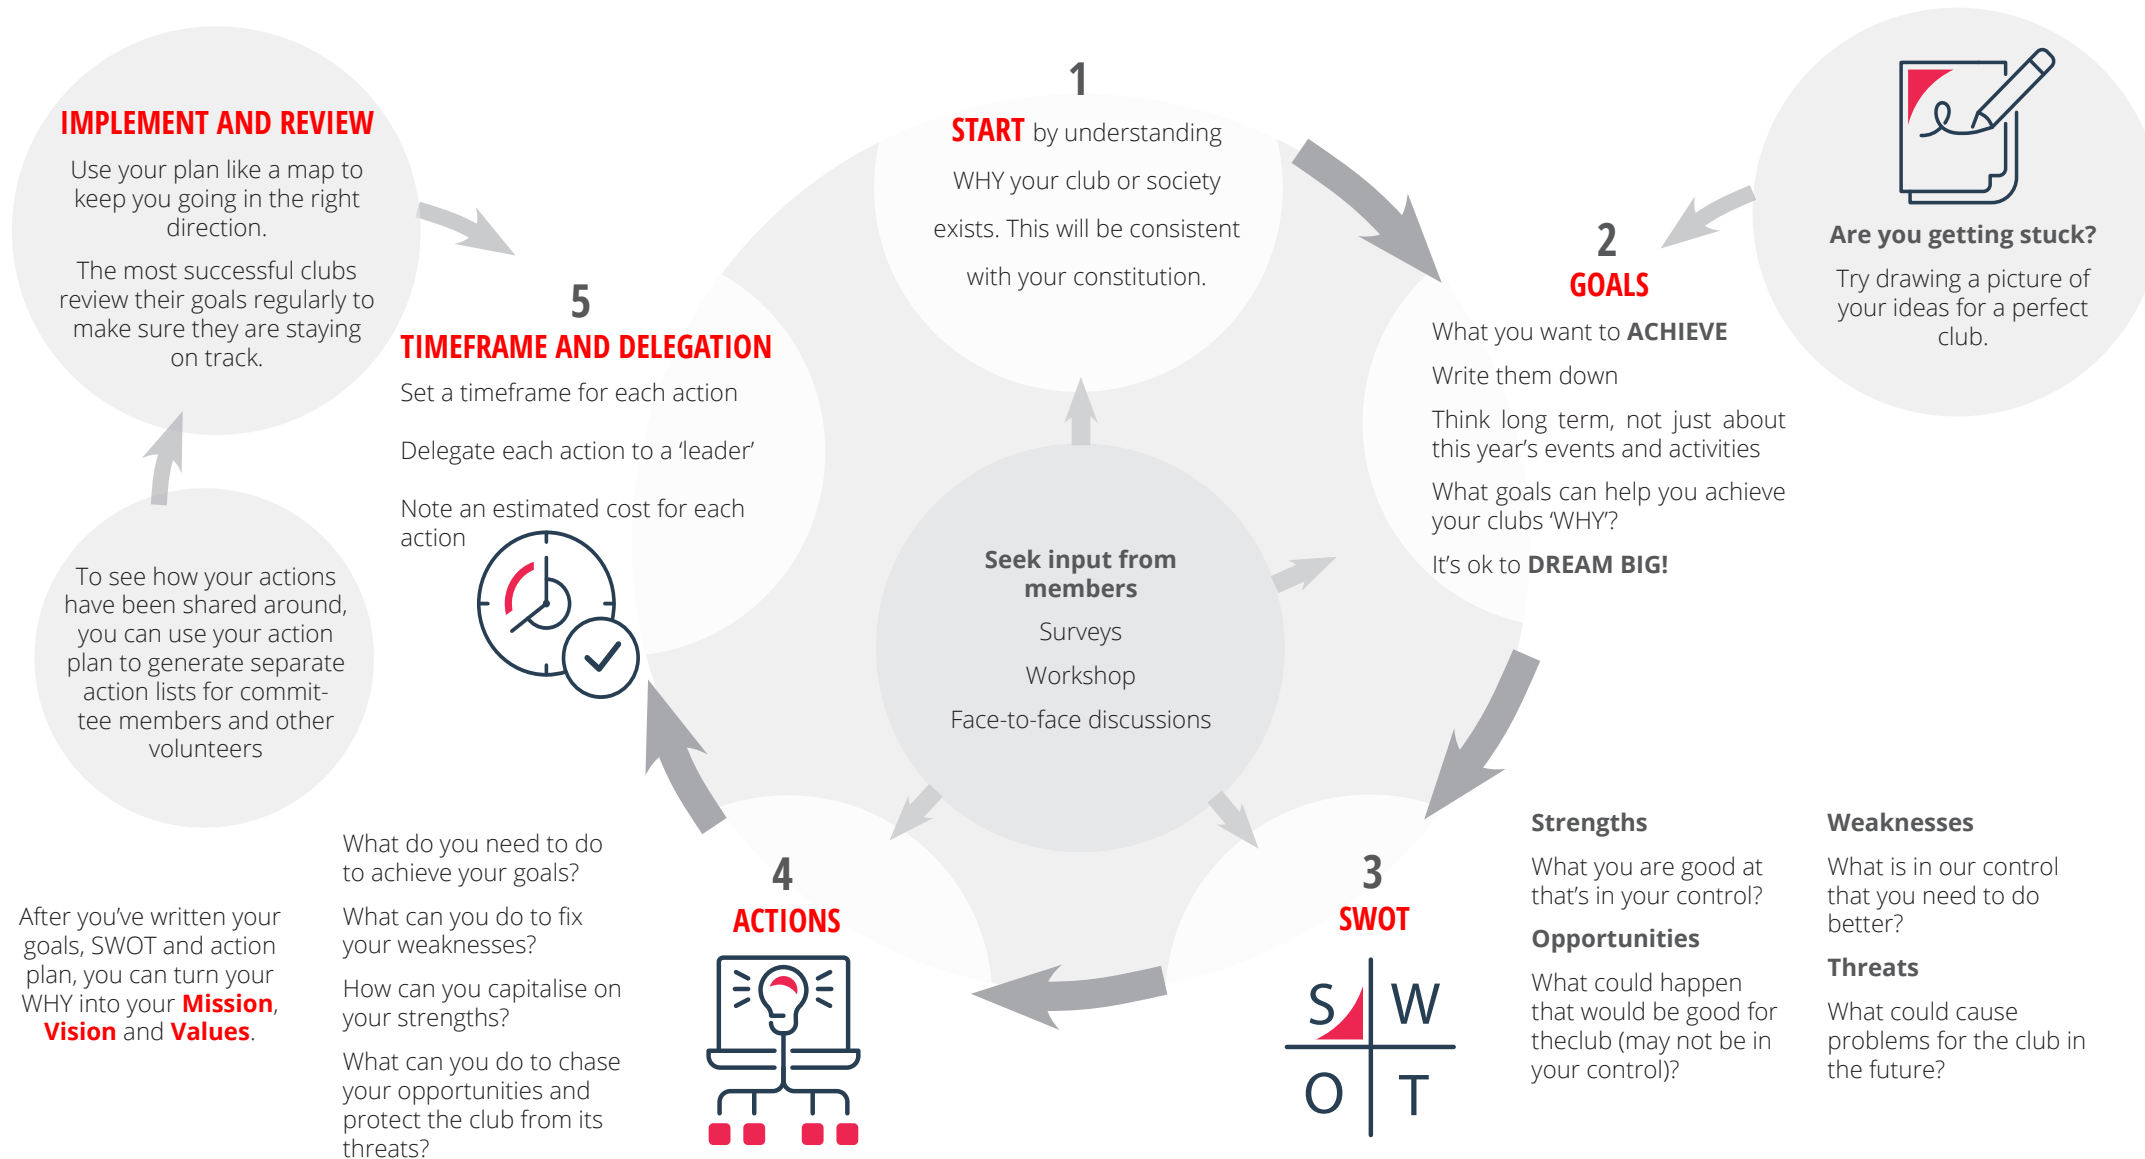 1
START by understanding
WHY your club or society
exists. This will be consistent
with your constitution.
2
GOALS
What you want to ACHIEVE
Write them down
Think long term, not just about
this year's events and activities
What goals can help you achieve
your clubs 'WHY'?
It's ok to DREAM BIG!
Are you getting stuck?
Try drawing a picture of
your ideas for a perfect
club.
3
SWOT
S W
O T
Strengths
What you are good at
that's in your control?
Opportunities
What could happen
that would be good for
theclub (may not be in
your control)?
Weaknesses
What is in our control
that you need to do
better?
Threats
What could cause
problems for the club in
the future?
4
ACTIONS
What do you need to do
to achieve your goals?
What can you do to fix
your weaknesses?
How can you capitalise on
your strengths?
What can you do to chase
your opportunities and
protect the club from its
threats?
5
TIMEFRAME AND DELEGATION
Set a timeframe for each action
Delegate each action to a 'leader'
Note an estimated cost for each
action
IMPLEMENT AND REVIEW
Use your plan like a map to
keep you going in the right
direction.
The most successful clubs
review their goals regularly to
make sure they are staying
on track.
To see how your actions
have been shared around,
you can use your action
plan to generate separate
action lists for commit-
tee members and other
volunteers
After you've written your
goals, SWOT and action
plan, you can turn your
WHY into your Mission,
Vision and Values.
Seek input from
members
Surveys
Workshop
Face-to-face discussions